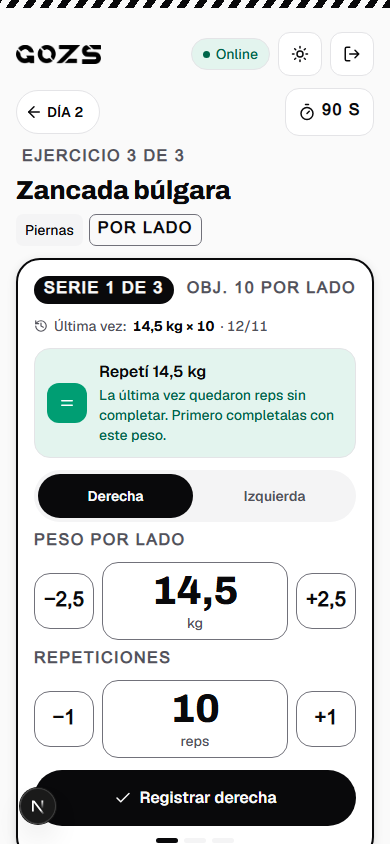 GOZS
Online
DÍA 2
90 S
EJERCICIO 3 DE 3
Zancada búlgara
Piernas
POR LADO
SERIE 1 DE 3
OBJ. 10 POR LADO
Última vez: 14,5 kg × 10 · 12/11
Repetí 14,5 kg
La última vez quedaron reps sin
completar. Primero completalas con
este peso.
Derecha
Izquierda
PESO POR LADO
−2,5
14,5
kg
+2,5
REPETICIONES
−1
10
reps
+1
Registrar derecha
N